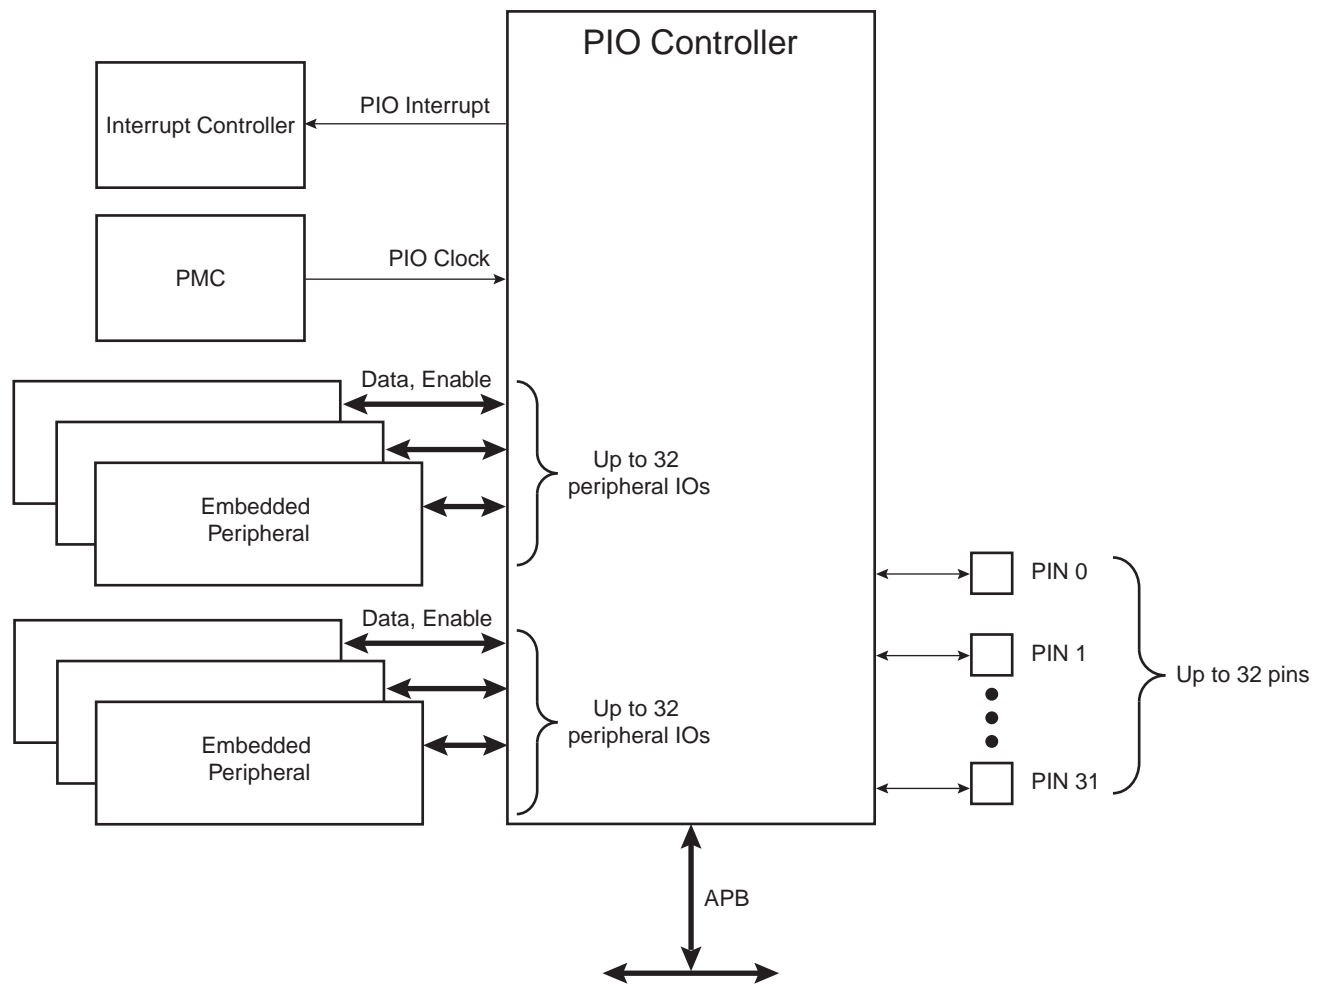 PIO Controller
PIO Interrupt
Interrupt Controller
PIO Clock
PMC
Data, Enable
Up to 32
peripheral IOs
Embedded
Peripheral
PIN 0
Data, Enable
PIN 1
Up to 32 pins
Up to 32
peripheral IOs
Embedded
Peripheral
PIN 31
APB